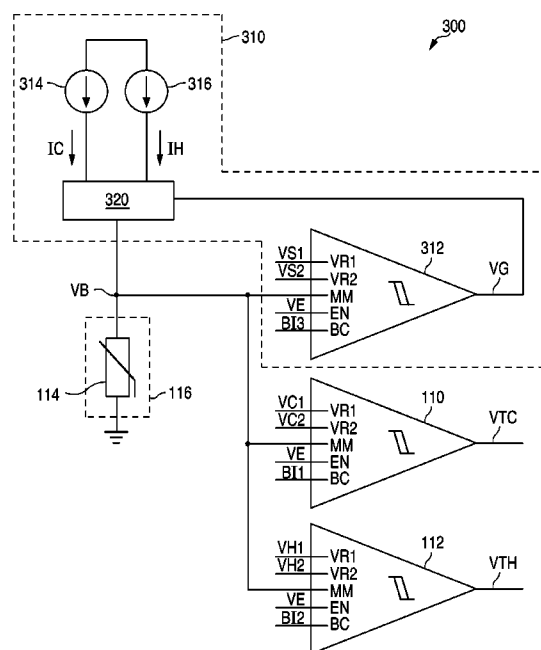 310
300
314
316
IC
IH
320
312
VS1
VR1
VS2
VR2
VG
VB
MM
VE
EN
BI3
BC
114
116
110
VC1
VR1
VC2
VR2
VTC
MM
VE
EN
BI1
BC
112
VH1
VR1
VH2
VR2
VTH
MM
VE
EN
BI2
BC